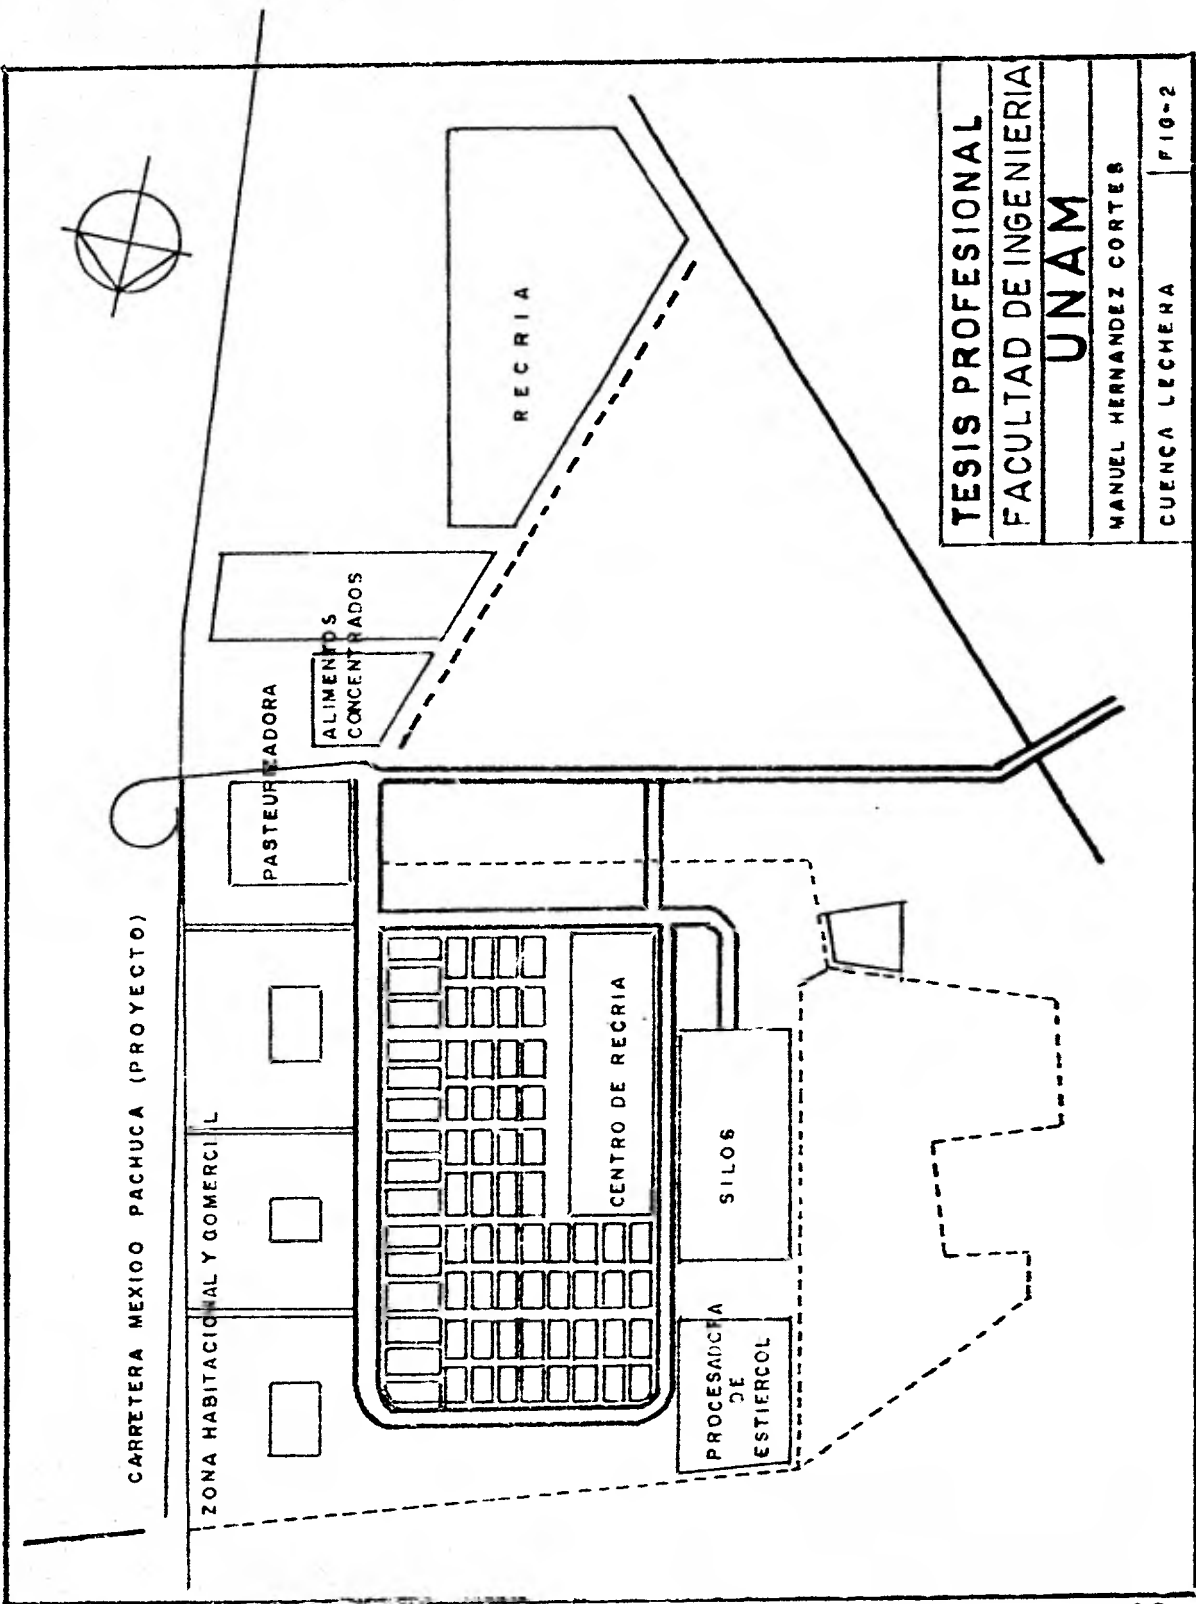 CARRETERA MEXICO PACHUCA (PROYECTO)
ZONA HABITACIONAL Y COMERCI L
PASTEURIZADORA
ALIMENTOS
CONCENTRADOS
RECRIA
CENTRO DE RECRIA
SILOS
PROCESADORA
DE
ESTIERCOL
TESIS PROFESIONAL
FACULTAD DE INGENIERIA
UNAM
MANUEL HERNANDEZ CORTES
CUENCA LECHERA
FIG-2